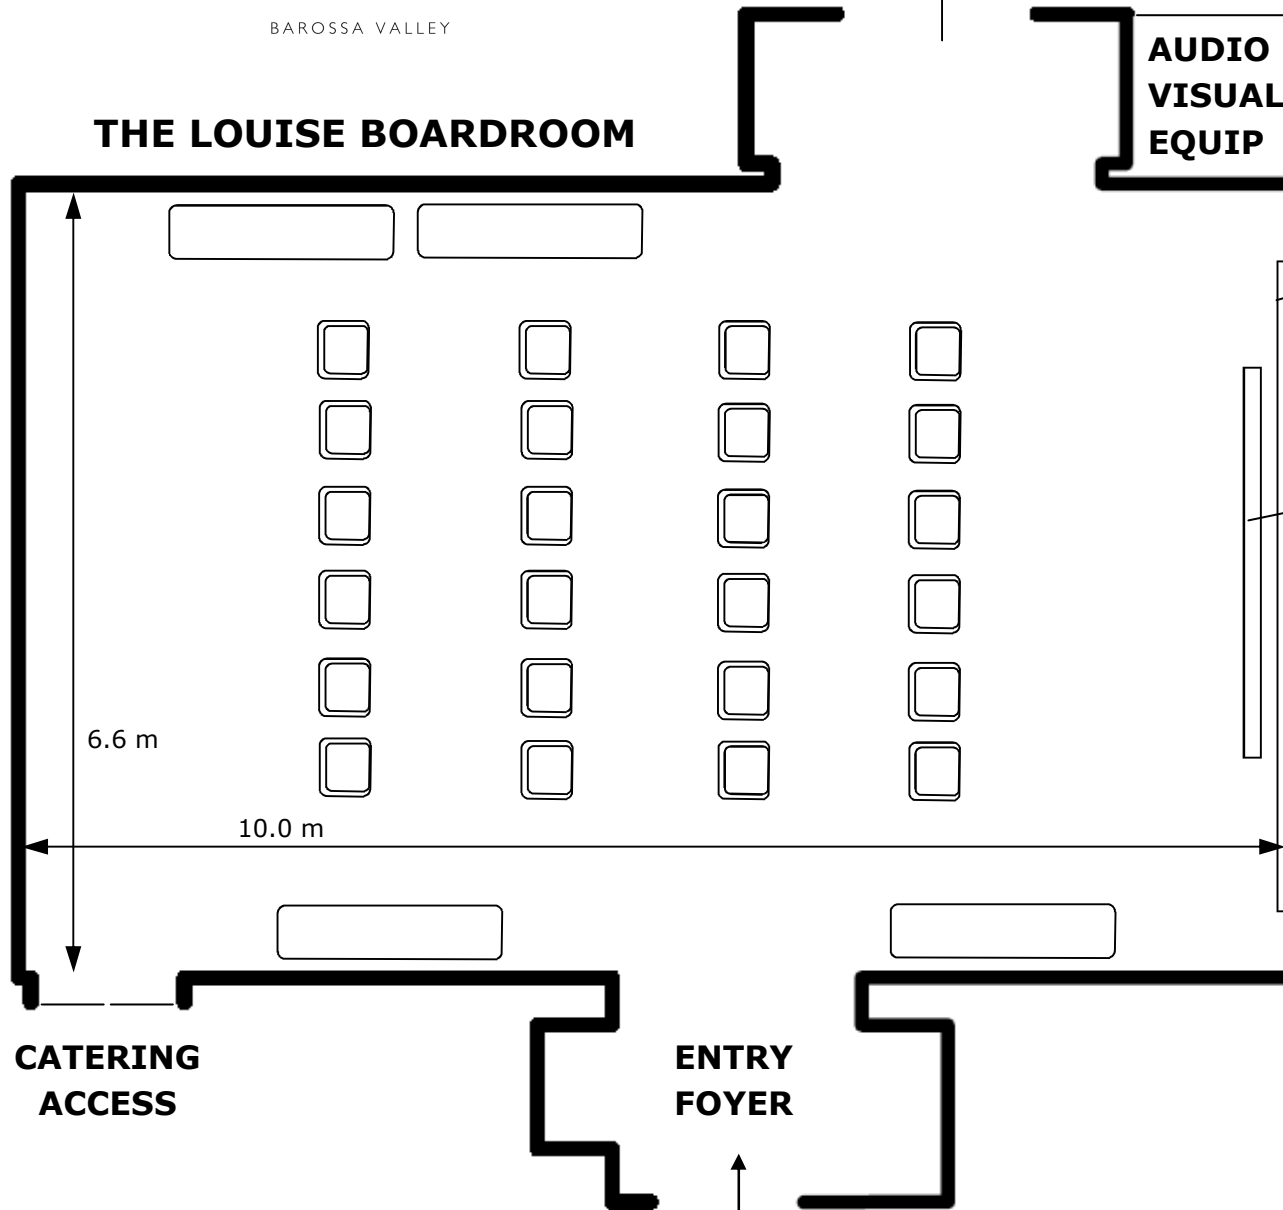 BAROSSA VALLEY
AUDIO
VISUAL
EQUIP
THE LOUISE BOARDROOM
6.6 m
10.0 m
CATERING
ACCESS
ENTRY
FOYER